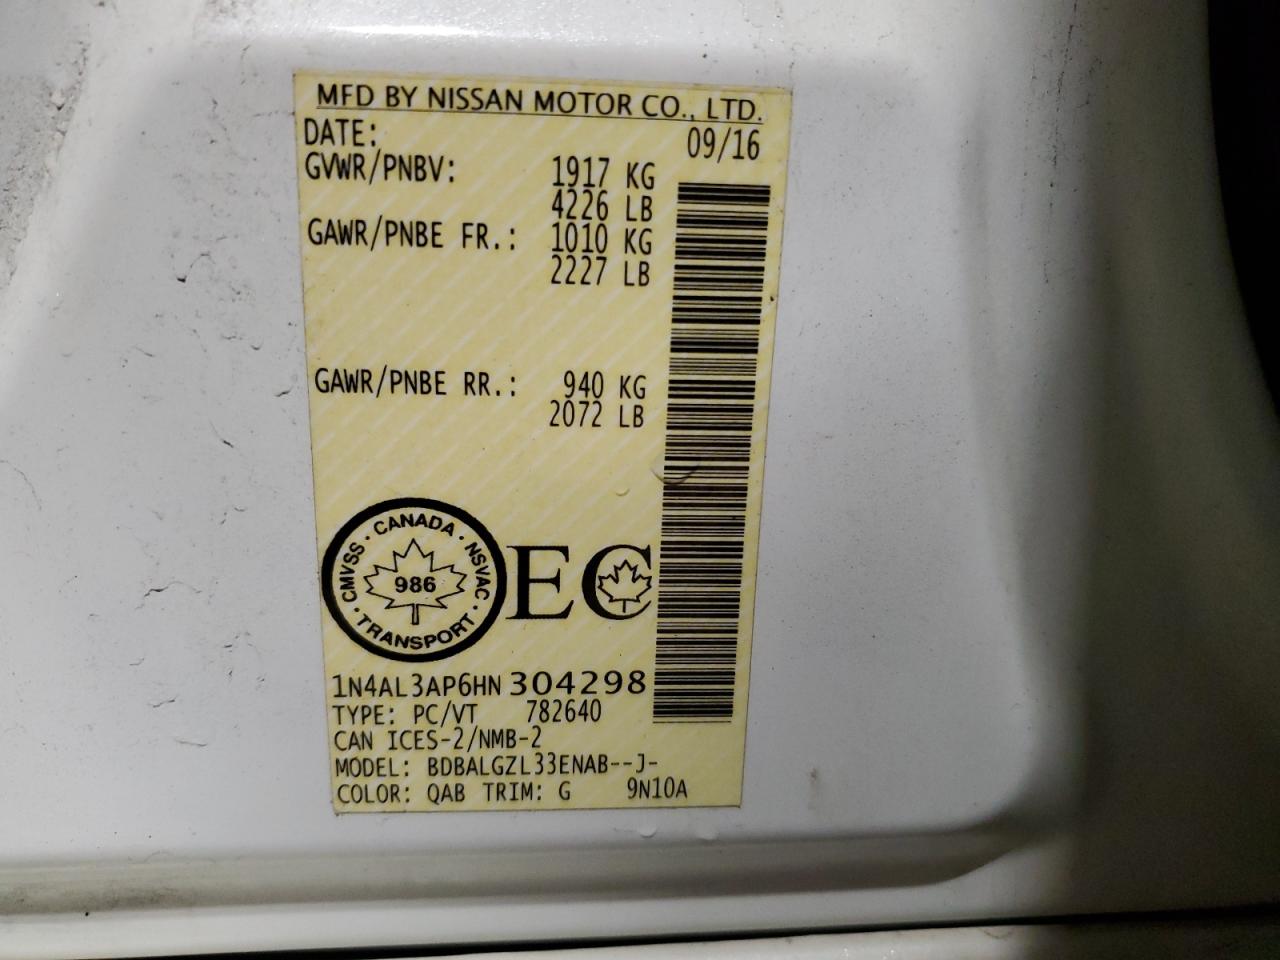 MFD BY NISSAN MOTOR CO., LTD.
DATE: 09/16
GVWR/PNBV: 1917 KG
4226 LB
GAWR/PNBE FR.: 1010 KG
2227 LB
GAWR/PNBE RR.: 940 KG
2072 LB
CMVSS · CANADA · NSVAC · TRANSPORT ·
986
EC
1N4AL3AP6HN304298
TYPE: PC/VT 782640
CAN ICES-2/NMB-2
MODEL: BDBALGZL33ENAB--J-
COLOR: QAB TRIM: G 9N10A